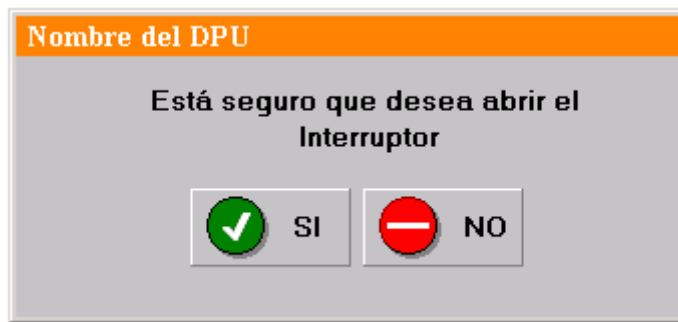 Nombre del DPU
Está seguro que desea abrir el
Interruptor
SI
NO